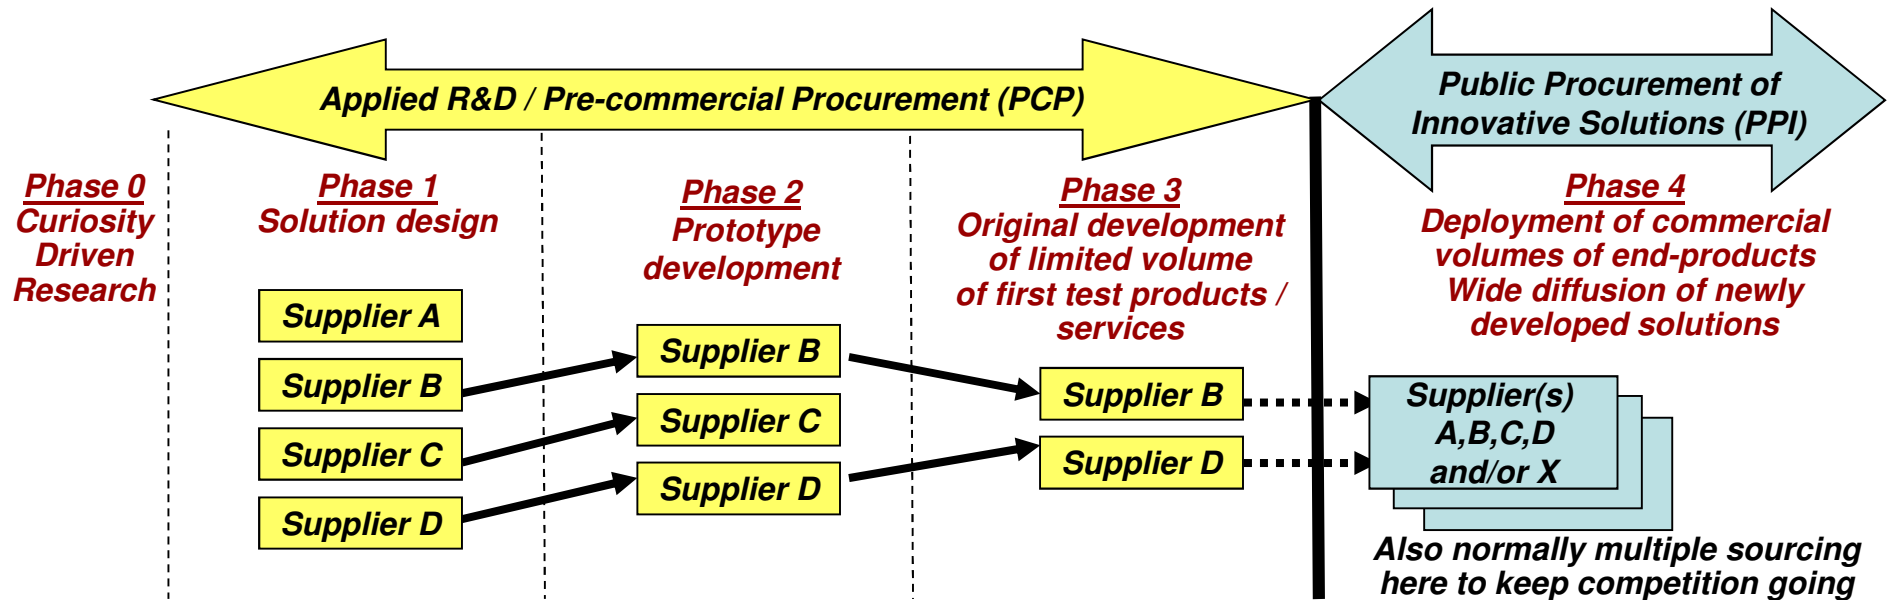 Applied R&D / Pre-commercial Procurement (PCP)
Public Procurement of
Innovative Solutions (PPI)
Phase 0
Curiosity
Driven
Research
Phase 1
Solution design
Supplier A
Supplier B
Supplier C
Supplier D
Phase 2
Prototype
development
Supplier B
Supplier C
Supplier D
Phase 3
Original development
of limited volume
of first test products /
services
Supplier B
Supplier D
Phase 4
Deployment of commercial
volumes of end-products
Wide diffusion of newly
developed solutions
Supplier(s)
A,B,C,D
and/or X
Also normally multiple sourcing
here to keep competition going